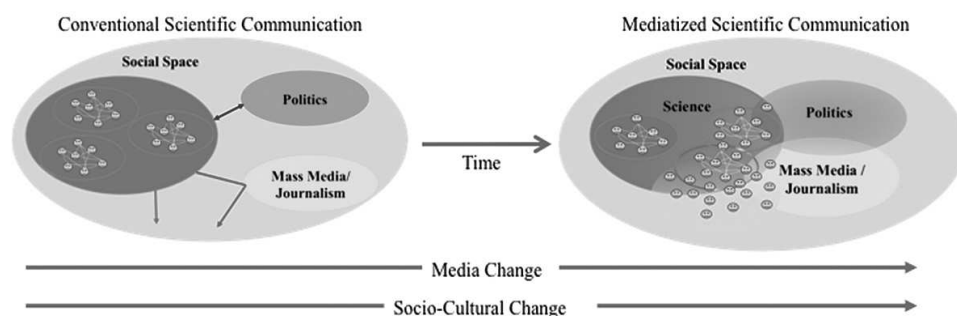 Conventional Scientific Communication
Mediatized Scientific Communication
Social Space
Politics
Mass Media/
Journalism
Time
Social Space
Science
Politics
Mass Media /
Journalism
Media Change
Socio-Cultural Change